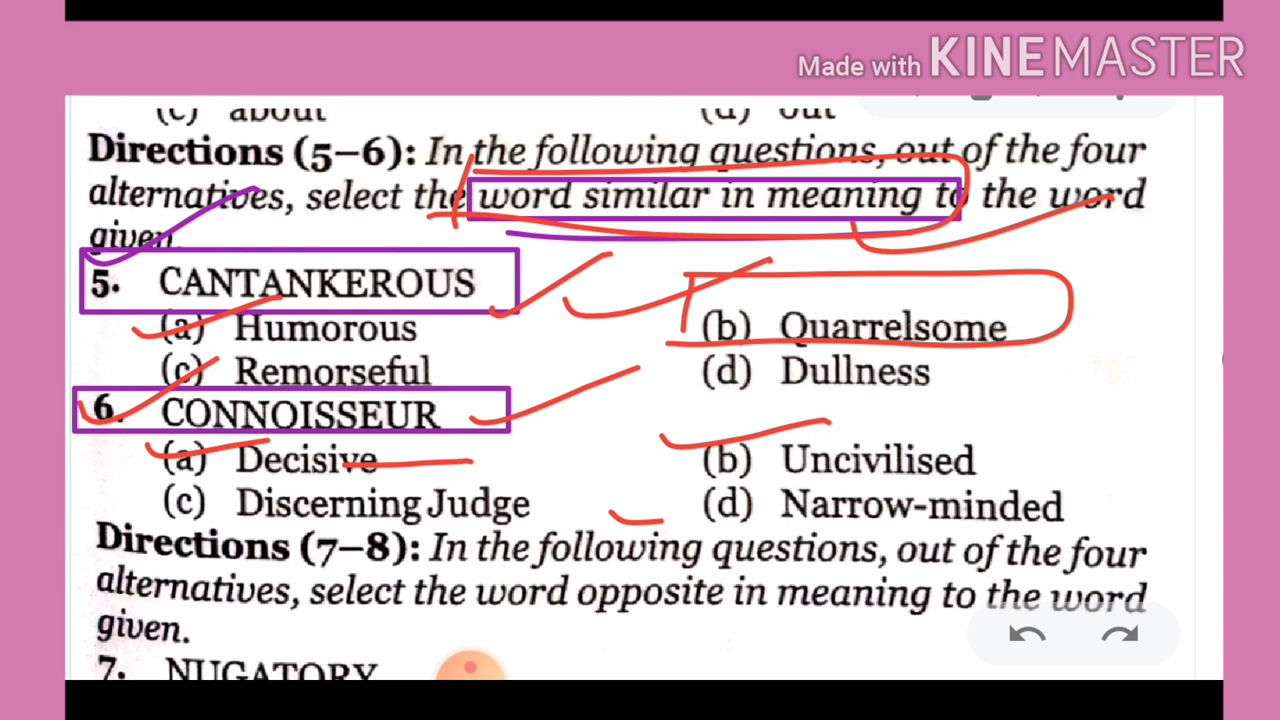 Made with KINEMASTER
(c) about (d) out
Directions (5–6): In the following questions, out of the four
alternatives, select the word similar in meaning to the word
given.
5. CANTANKEROUS
(a) Humorous (b) Quarrelsome
(c) Remorseful (d) Dullness
6. CONNOISSEUR
(a) Decisive (b) Uncivilised
(c) Discerning Judge (d) Narrow-minded
Directions (7–8): In the following questions, out of the four
alternatives, select the word opposite in meaning to the word
given.
7. NUGATORY